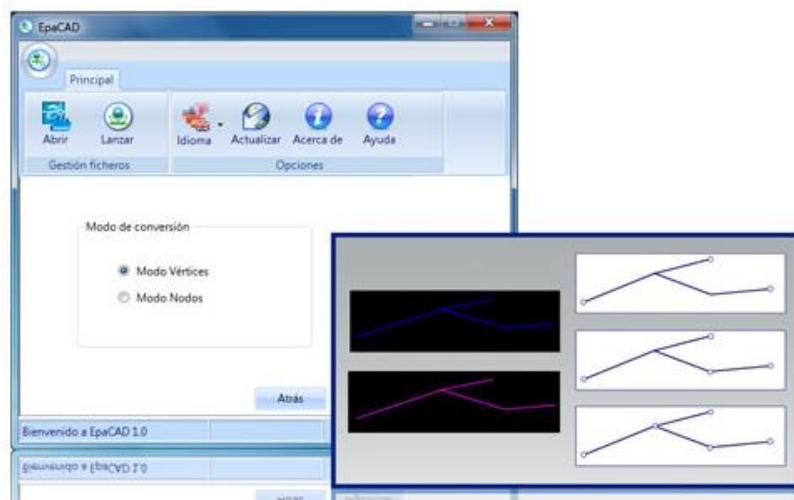 EpaCAD
Principal
Abrir
Lanzar
Idioma
Actualizar
Acerca de
Ayuda
Gestión ficheros
Opciones
Modo de conversión
Modo Vértices
Modo Nodos
Atrás
Bienvenido a EpaCAD 1.0